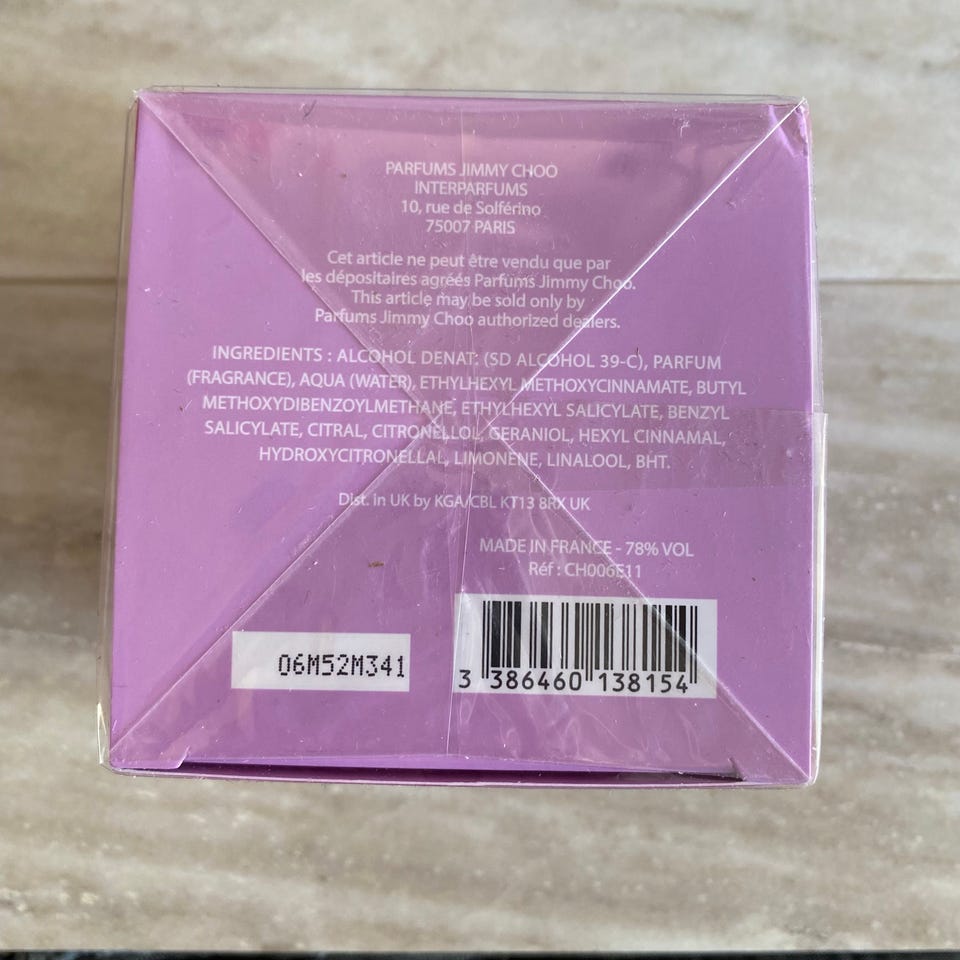 PARFUMS JIMMY CHOO
INTERPARFUMS
10, rue de Solférino
75007 PARIS
Cet article ne peut être vendu que par
les dépositaires agréés Parfums Jimmy Choo.
This article may be sold only by
Parfums Jimmy Choo authorized dealers.
INGREDIENTS : ALCOHOL DENAT. (SD ALCOHOL 39-C), PARFUM
(FRAGRANCE), AQUA (WATER), ETHYLHEXYL METHOXYCINNAMATE, BUTYL
METHOXYDIBENZOYLMETHANE, ETHYLHEXYL SALICYLATE, BENZYL
SALICYLATE, CITRAL, CITRONELLOL, GERANIOL, HEXYL CINNAMAL,
HYDROXYCITRONELLAL, LIMONENE, LINALOOL, BHT.
Dist. in UK by KGA/CBL KT13 8RX UK
MADE IN FRANCE - 78% VOL
Réf : CH006E11
06M52M341
3 386460 138154